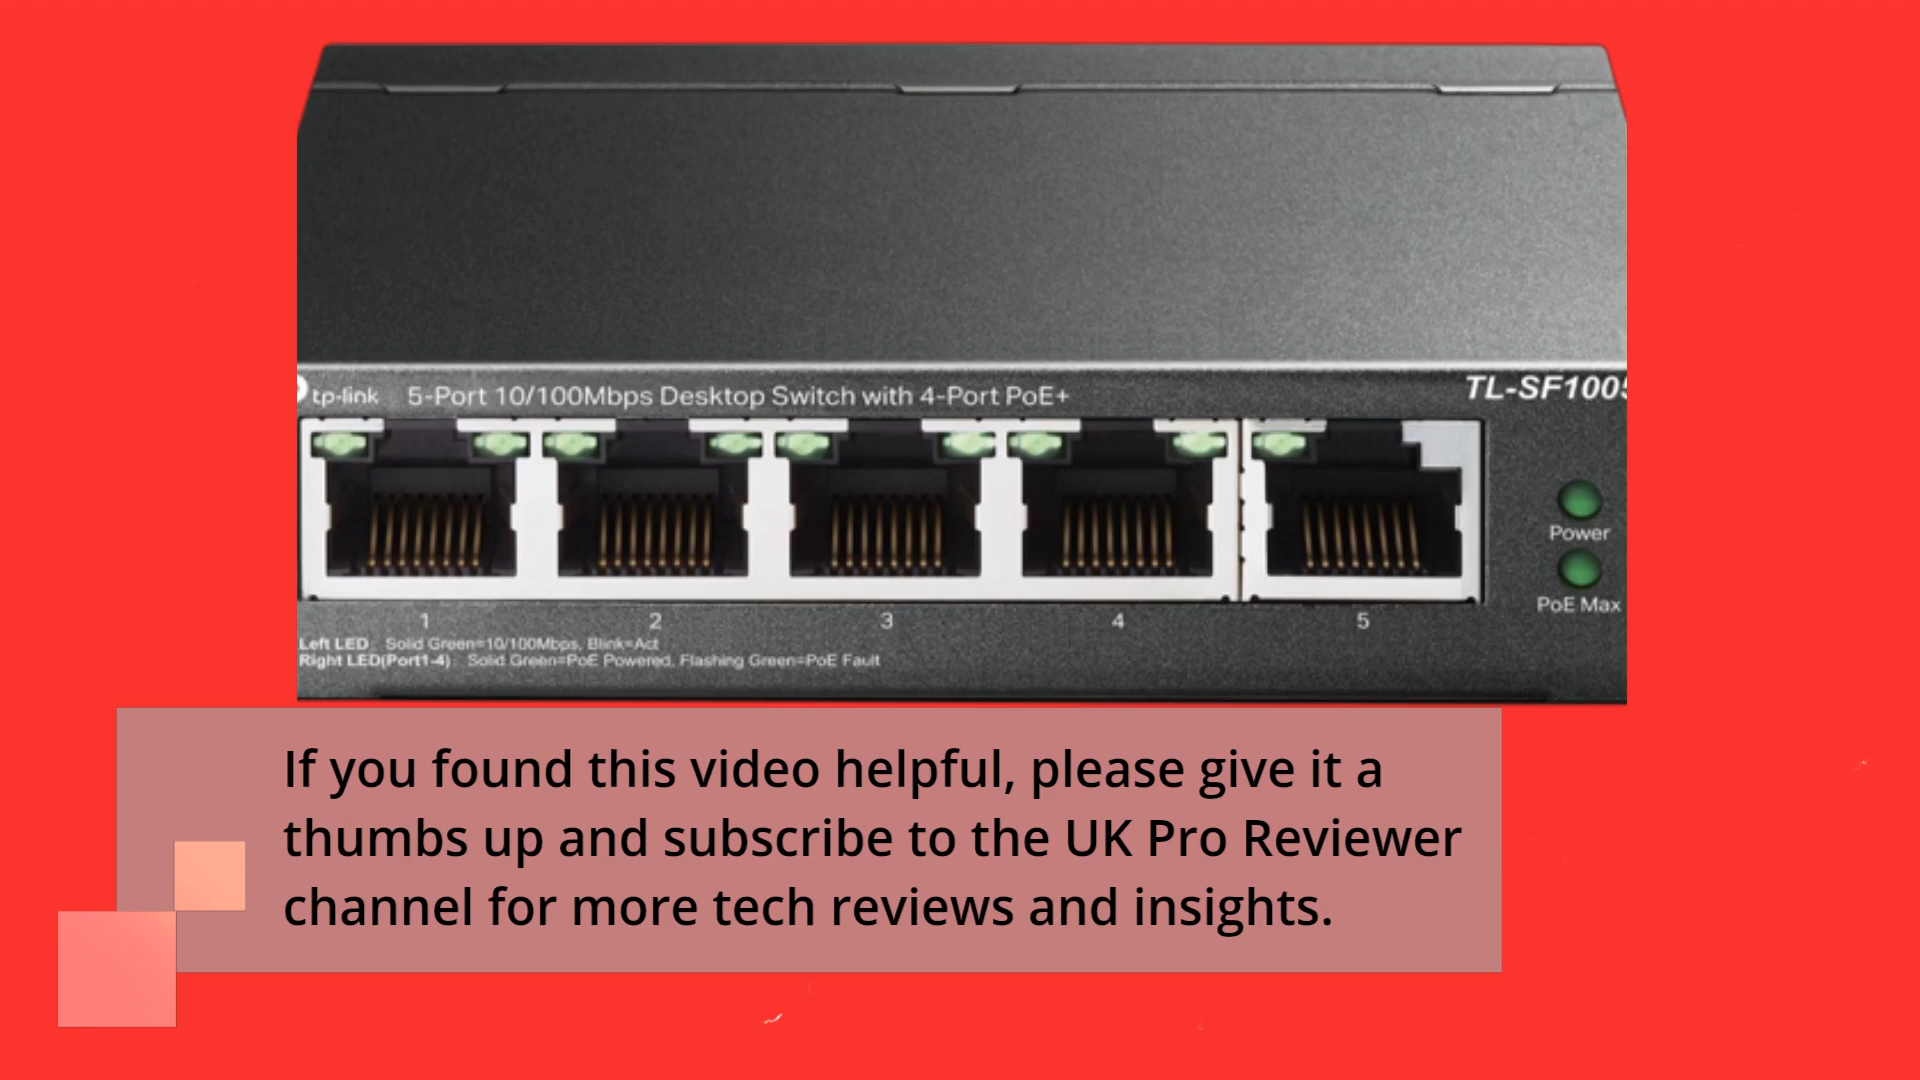 tp-link 5-Port 10/100Mbps Desktop Switch with 4-Port PoE+ TL-SF1005
Power
PoE Max
1 2 3 4 5
Left LED: Solid Green=10/100Mbps, Blink=Act
Right LED(Port1-4): Solid Green=PoE Powered, Flashing Green=PoE Fault
If you found this video helpful, please give it a
thumbs up and subscribe to the UK Pro Reviewer
channel for more tech reviews and insights.